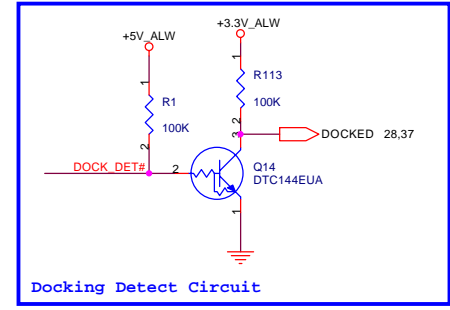 +5V_ALW
+3.3V_ALW
1
R1
100K
2
1
R113
100K
2
3
DOCKED 28,37
DOCK_DET#
2
Q14
DTC144EUA
1
Docking Detect Circuit